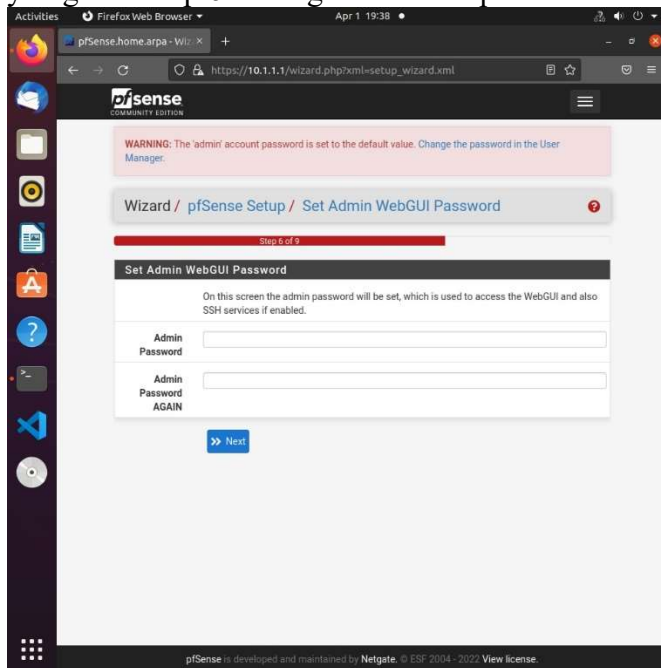 Activities Firefox Web Browser Apr 1 19:38
pfSense.home.arpa - Wiz
https://10.1.1.1/wizard.php?xml=setup_wizard.xml
pfsense
COMMUNITY EDITION
WARNING: The 'admin' account password is set to the default value. Change the password in the User
Manager.
Wizard / pfSense Setup / Set Admin WebGUI Password
Step 6 of 9
Set Admin WebGUI Password
On this screen the admin password will be set, which is used to access the WebGUI and also
SSH services if enabled.
Admin
Password
Admin
Password
AGAIN
Next
pfSense is developed and maintained by Netgate. © ESF 2004 - 2022 View license.